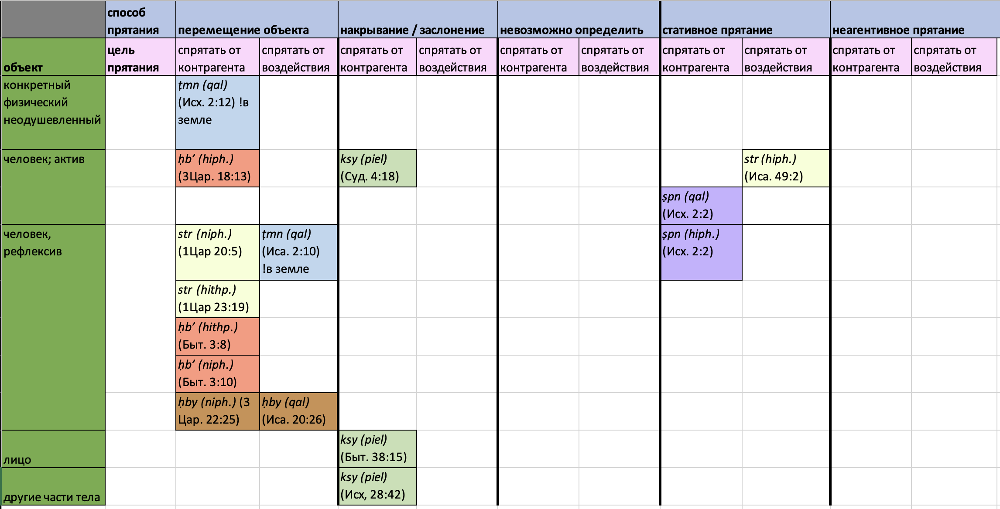 способ
прятания
перемещение объекта
накрывание / заслонение
невозможно определить
стативное прятание
неагентивное прятание
объект
цель
прятания
спрятать от
контрагента
спрятать от
воздействия
спрятать от
контрагента
спрятать от
воздействия
спрятать от
контрагента
спрятать от
воздействия
спрятать от
контрагента
спрятать от
воздействия
спрятать от
контрагента
спрятать от
воздействия
конкретный
физический
неодушевленный
ṭmn (qal)
(Исх. 2:12) !в
земле
человек; актив
ḥb’ (hiph.)
(3Цар. 18:13)
ksy (piel)
(Суд. 4:18)
str (hiph.)
(Иса. 49:2)
ṣpn (qal)
(Исх. 2:2)
человек,
рефлексив
str (niph.)
(1Цар 20:5)
ṭmn (qal)
(Иса. 2:10)
!в земле
ṣpn (hiph.)
(Исх. 2:2)
str (hithp.)
(1Цар 23:19)
ḥb’ (hithp.)
(Быт. 3:8)
ḥb’ (niph.)
(Быт. 3:10)
ḥby (niph.) (3
Цар. 22:25)
ḥby (qal)
(Иса. 20:26)
лицо
ksy (piel)
(Быт. 38:15)
другие части тела
ksy (piel)
(Исх, 28:42)